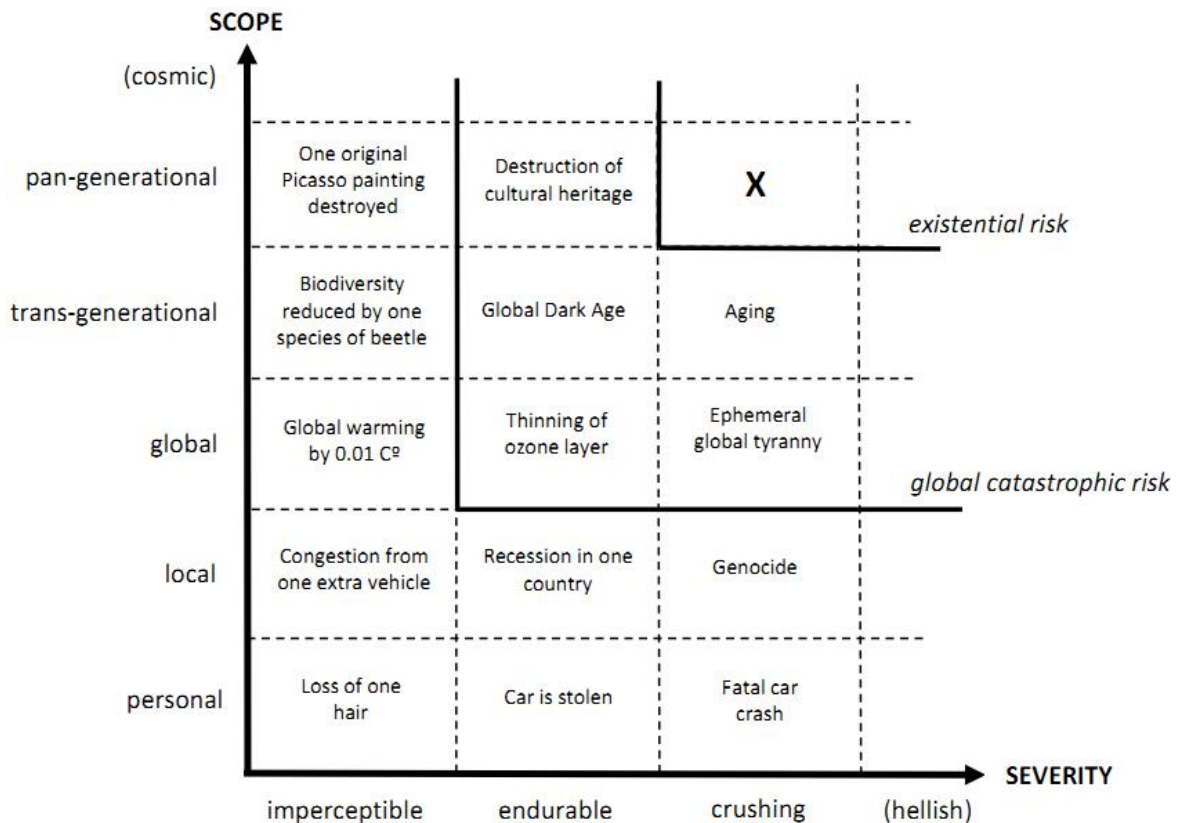 SCOPE
(cosmic)
pan-generational
One original
Picasso painting
destroyed
Destruction of
cultural heritage
X
existential risk
trans-generational
Biodiversity
reduced by one
species of beetle
Global Dark Age
Aging
global
Global warming
by 0.01 Cº
Thinning of
ozone layer
Ephemeral
global tyranny
global catastrophic risk
local
Congestion from
one extra vehicle
Recession in one
country
Genocide
personal
Loss of one
hair
Car is stolen
Fatal car
crash
SEVERITY
imperceptible
endurable
crushing
(hellish)